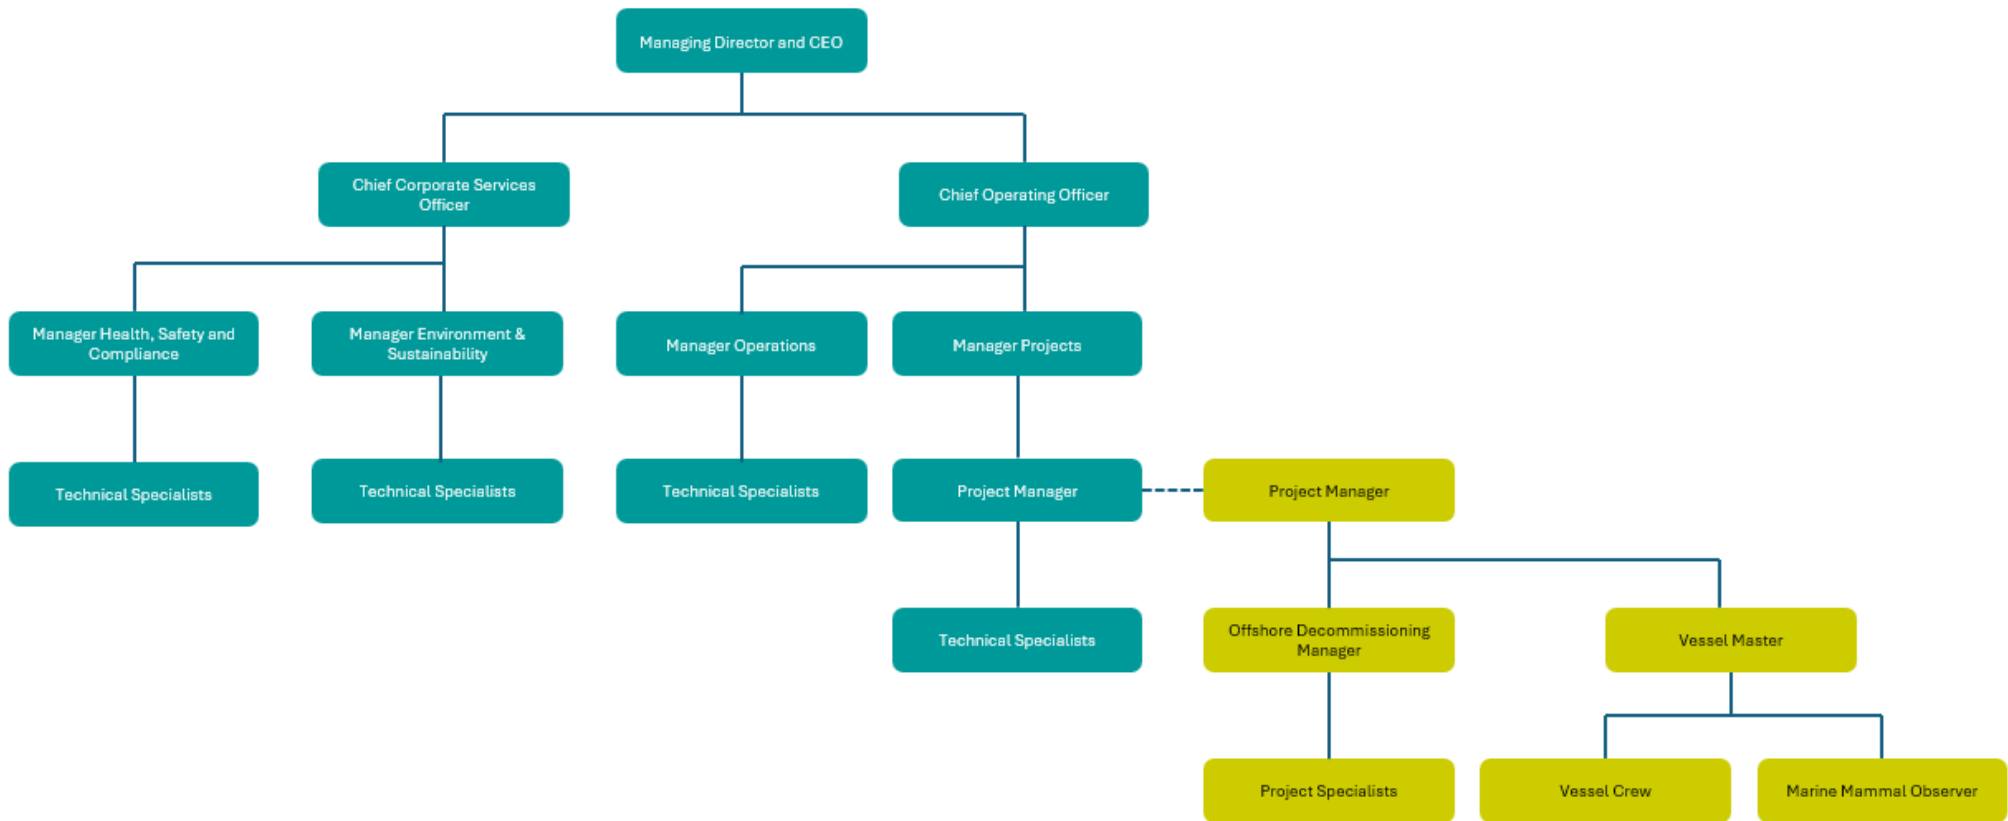 Managing Director and CEO
Chief Corporate Services
Officer
Chief Operating Officer
Manager Health, Safety and
Compliance
Manager Environment &
Sustainability
Manager Operations
Manager Projects
Technical Specialists
Technical Specialists
Technical Specialists
Project Manager
Project Manager
Technical Specialists
Offshore Decommissioning
Manager
Vessel Master
Project Specialists
Vessel Crew
Marine Mammal Observer